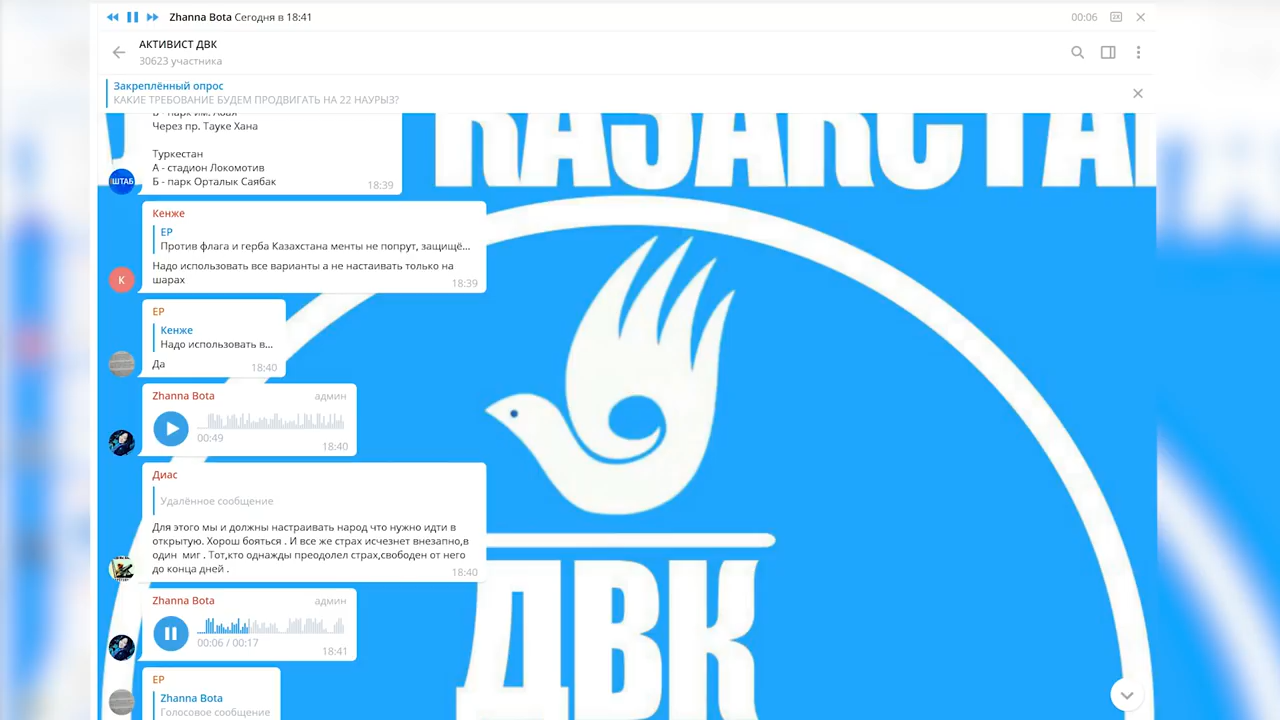 Zhanna Bota Сегодня в 18:41
00:06
2X
АКТИВИСТ ДВК
30623 участника
Закреплённый опрос
КАКИЕ ТРЕБОВАНИЕ БУДЕМ ПРОДВИГАТЬ НА 22 НАУРЫЗ?
КАЗАКСТАН
Б - парк им. Абая
Через пр. Тауке Хана
Туркестан
А - стадион Локомотив
Б - парк Орталык Саябак
18:39
ШТАБ
Кенже
ЕР
Против флага и герба Казахстана менты не попрут, защищё...
Надо использовать все варианты а не настаивать только на
шарах
18:39
К
ЕР
Кенже
Надо использовать в...
Да
18:40
Zhanna Bota админ
00:49
18:40
Диас
Удалённое сообщение
Для этого мы и должны настраивать народ что нужно идти в
открытую. Хорош бояться . И все же страх исчезнет внезапно,в
один миг . Тот,кто однажды преодолел страх,свободен от него
до конца дней .
18:40
Zhanna Bota админ
00:06 / 00:17
18:41
ЕР
Zhanna Bota
Голосовое сообщение
ДВК